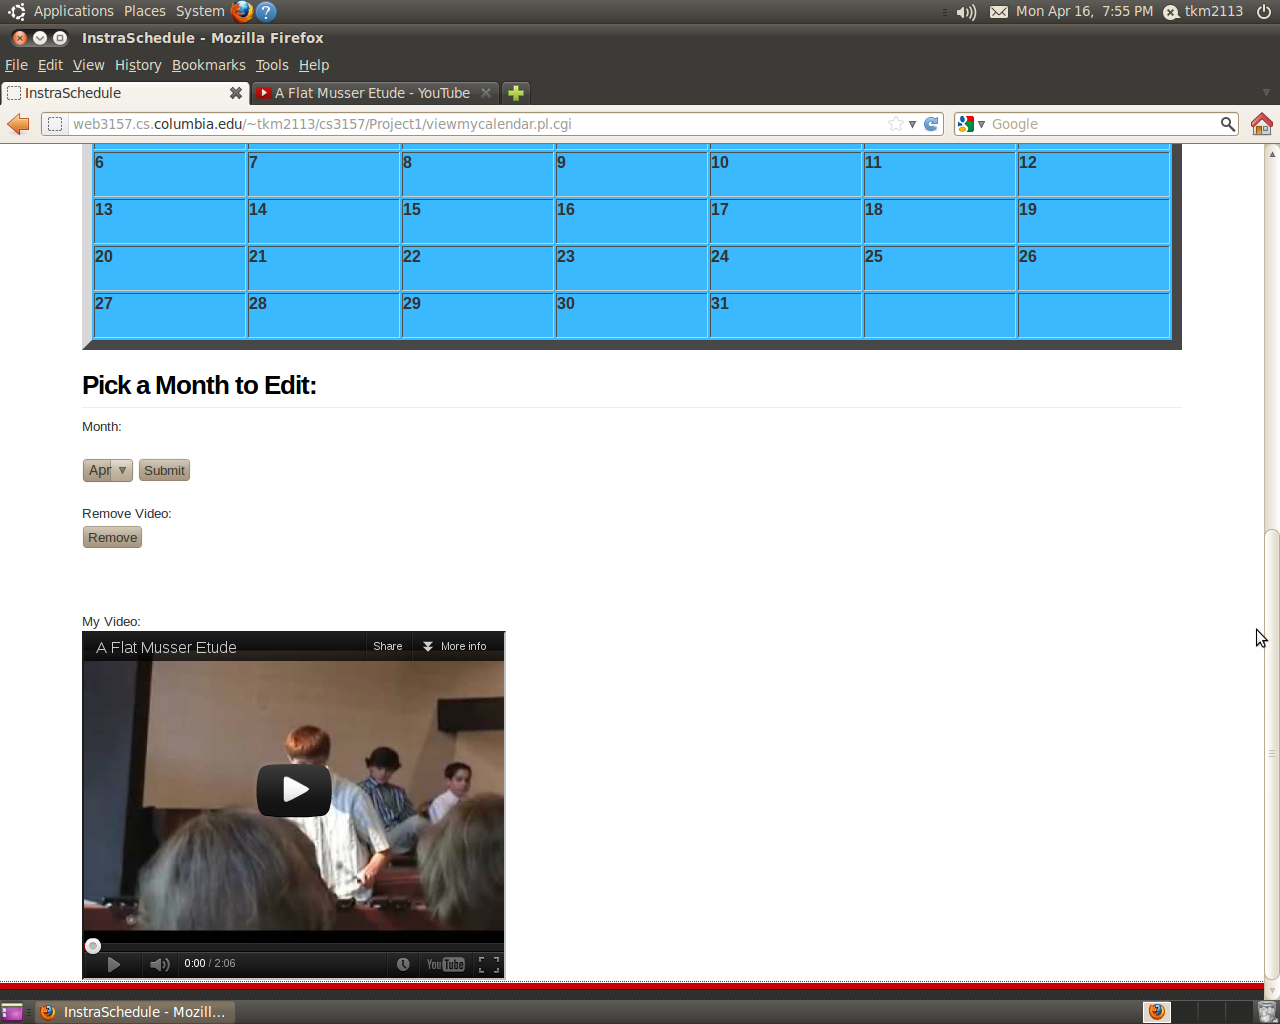 Applications Places System Mon Apr 16, 7:55 PM tkm2113
InstraSchedule - Mozilla Firefox
File Edit View History Bookmarks Tools Help
InstraSchedule A Flat Musser Etude - YouTube
web3157.cs.columbia.edu/~tkm2113/cs3157/Project1/viewmycalendar.pl.cgi Google
6 7 8 9 10 11 12
13 14 15 16 17 18 19
20 21 22 23 24 25 26
27 28 29 30 31
Pick a Month to Edit:
Month:
Apr Submit
Remove Video:
Remove
My Video:
A Flat Musser Etude Share More info
0:00 / 2:06 YouTube
InstraSchedule - Mozill...